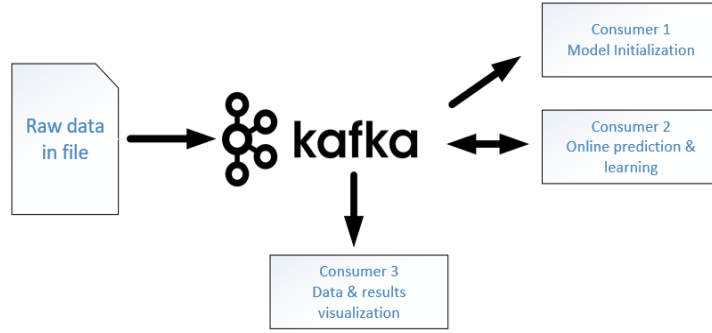 Raw data
in file
kafka
Consumer 1
Model Initialization
Consumer 2
Online prediction &
learning
Consumer 3
Data & results
visualization